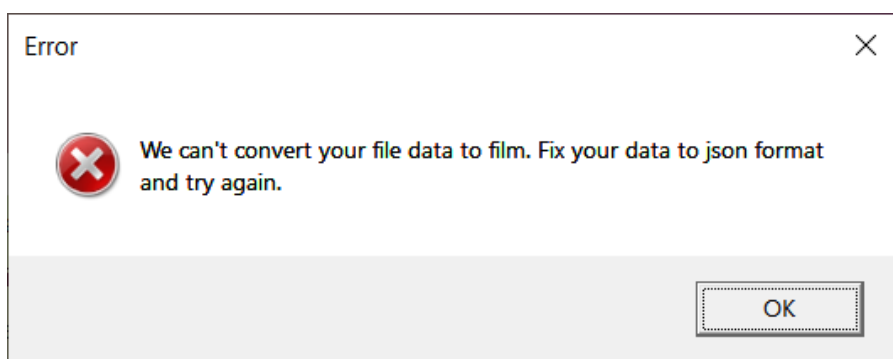 Error
We can't convert your file data to film. Fix your data to json format
and try again.
OK